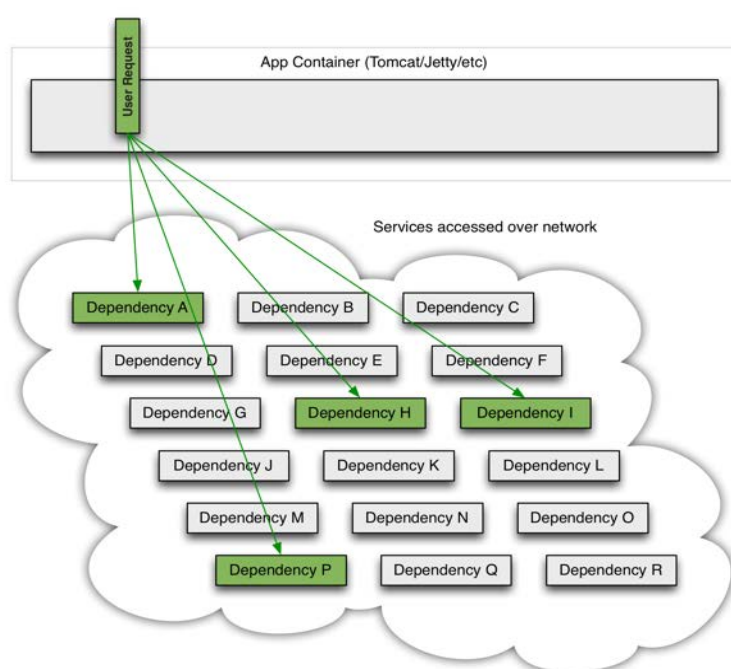 User Request
App Container (Tomcat/Jetty/etc)
Services accessed over network
Dependency A
Dependency B
Dependency C
Dependency D
Dependency E
Dependency F
Dependency G
Dependency H
Dependency I
Dependency J
Dependency K
Dependency L
Dependency M
Dependency N
Dependency O
Dependency P
Dependency Q
Dependency R